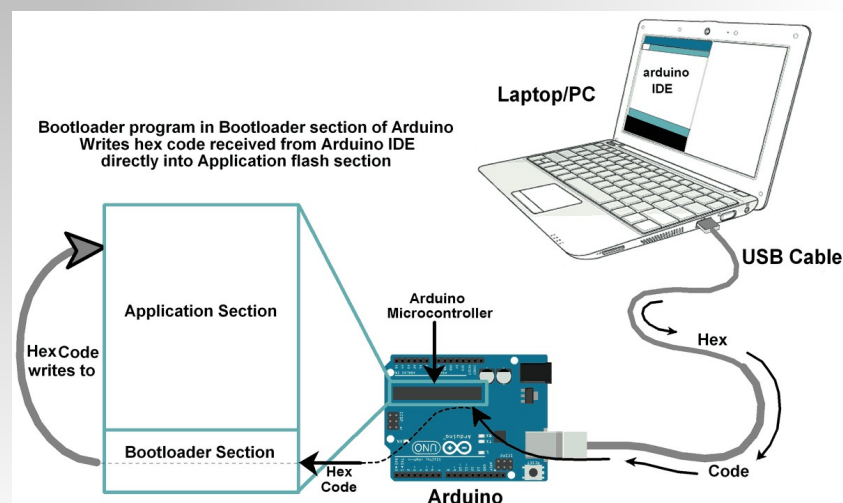 arduino
IDE
Laptop/PC
Bootloader program in Bootloader section of Arduino
Writes hex code received from Arduino IDE
directly into Application flash section
USB Cable
Application Section
Arduino
Microcontroller
Hex
Hex Code
writes to
Bootloader Section
Hex
Code
UNO
Arduino
Code
Arduino